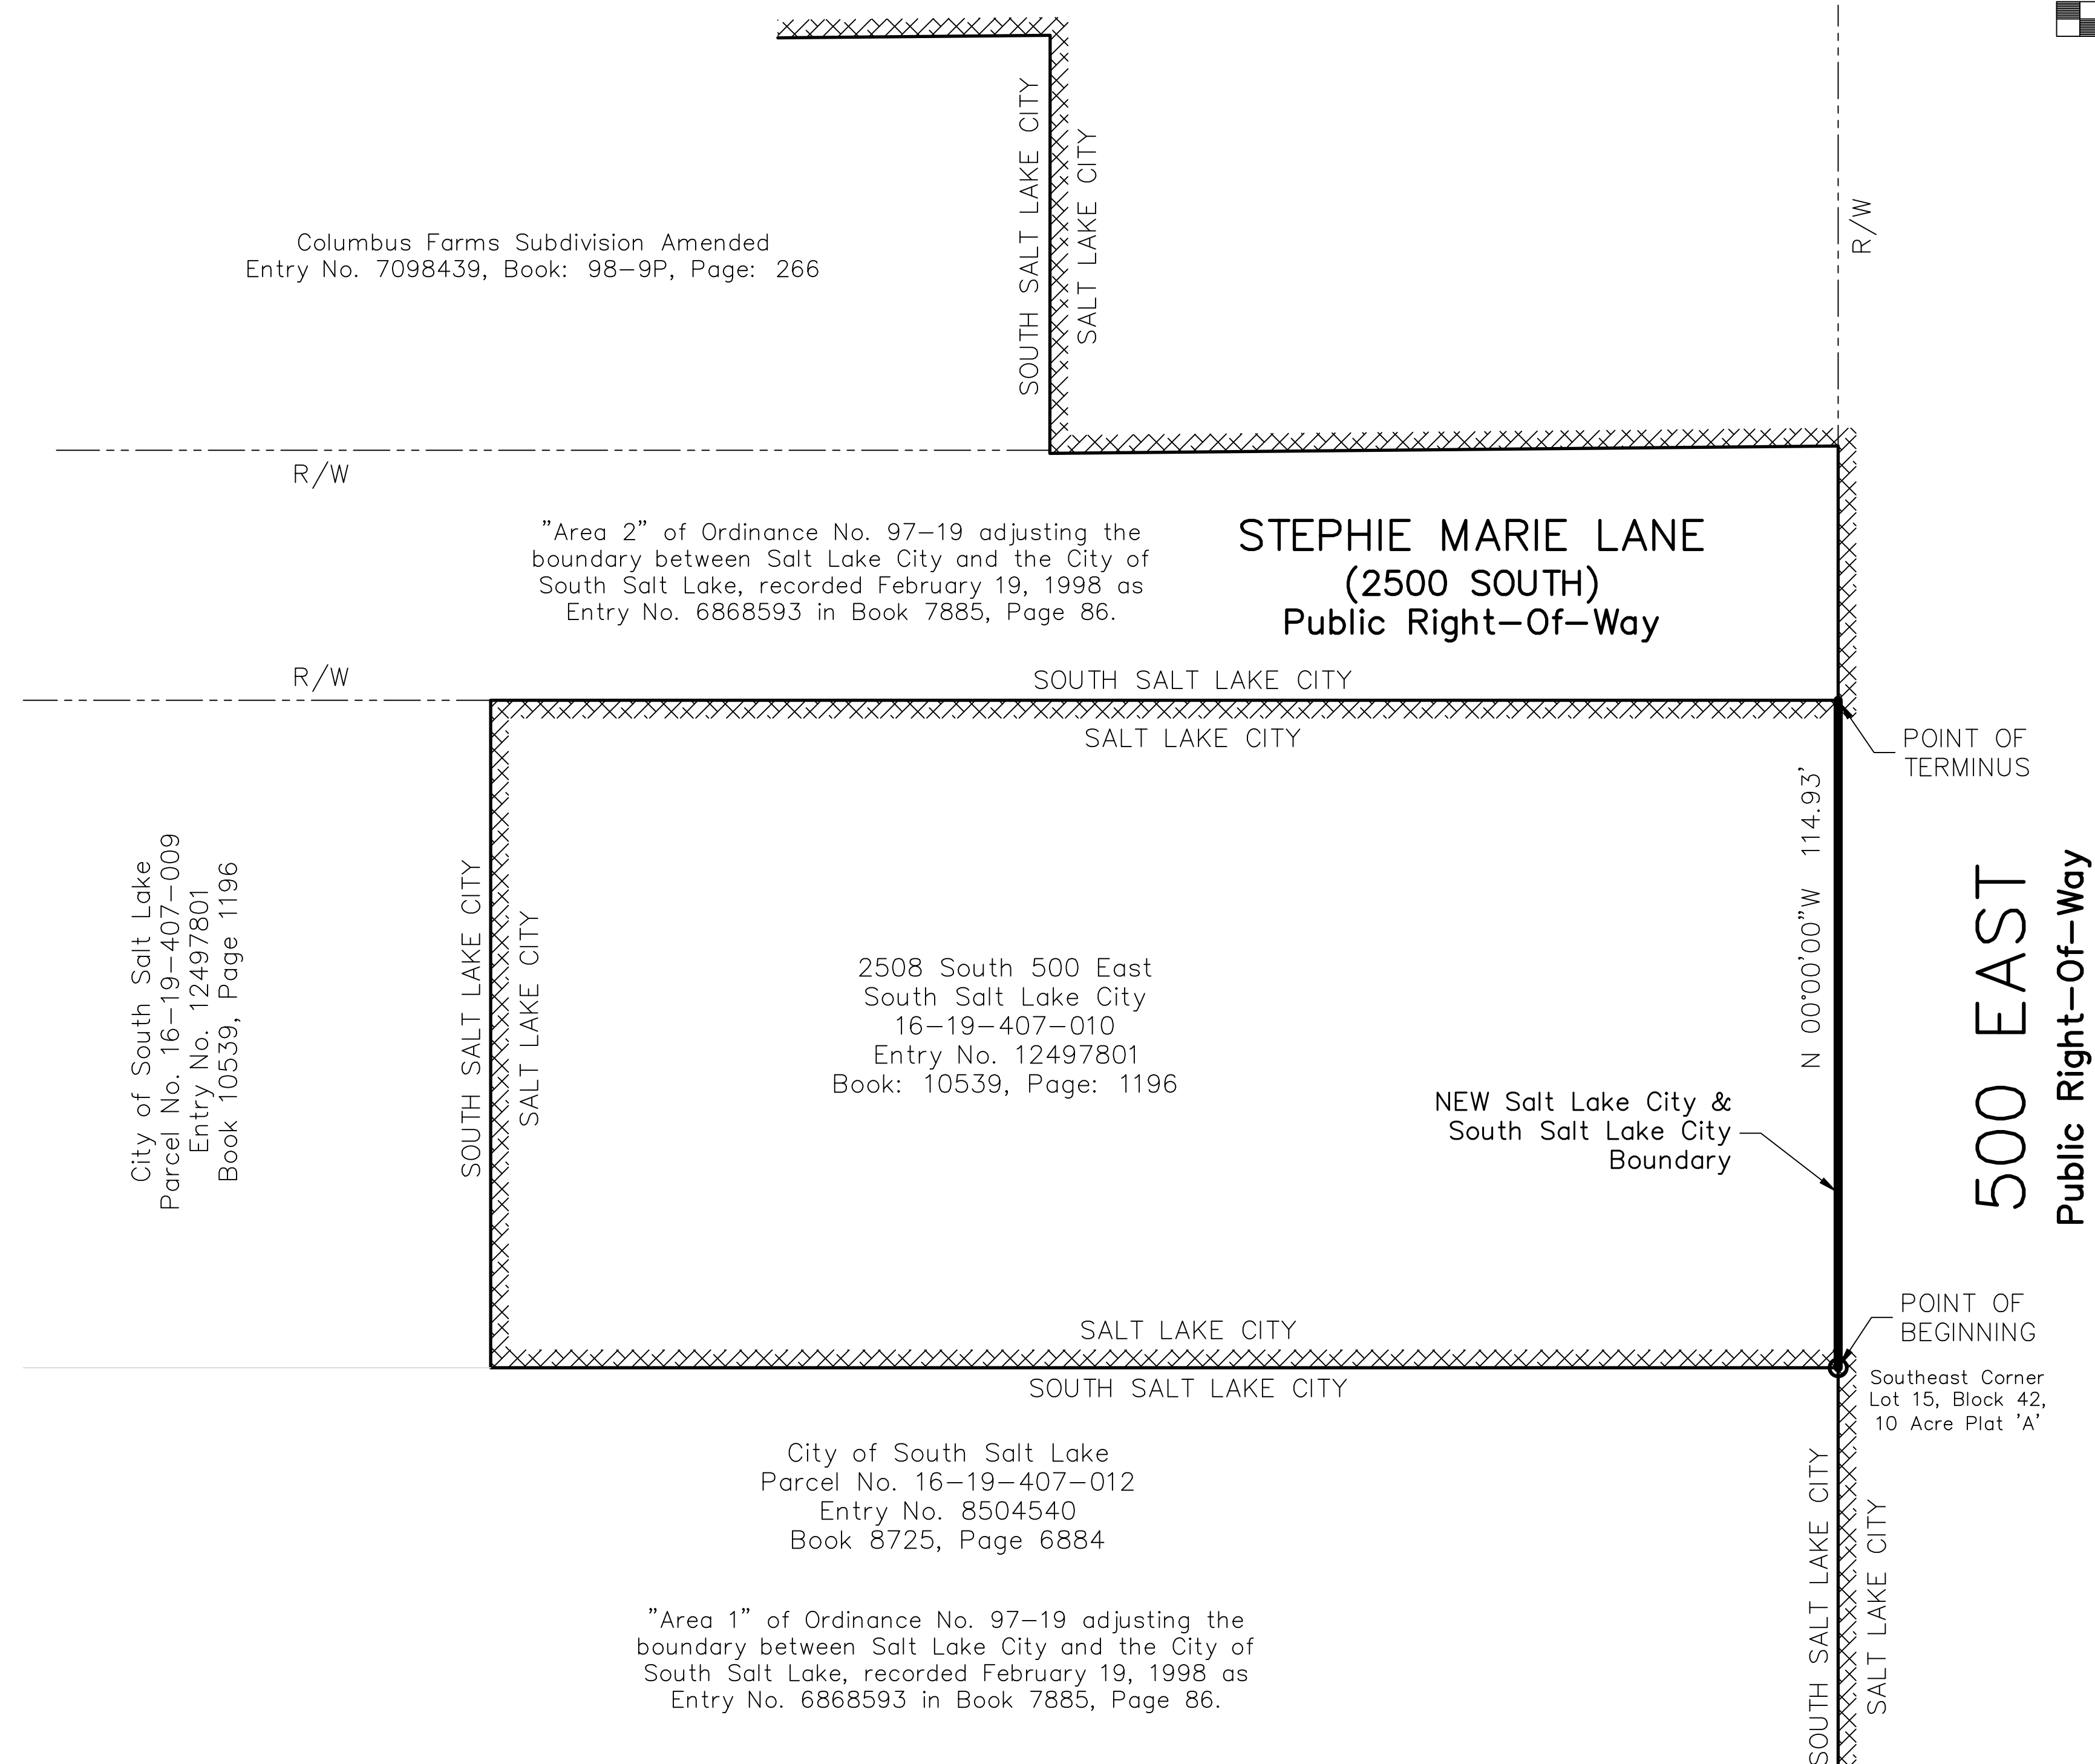 SOUTH SALT LAKE CITY
SALT LAKE CITY
R/W
Columbus Farms Subdivision Amended
Entry No. 7098439, Book: 98-9P, Page: 266
R/W
"Area 2" of Ordinance No. 97-19 adjusting the
boundary between Salt Lake City and the City of
South Salt Lake, recorded February 19, 1998 as
Entry No. 6868593 in Book 7885, Page 86.
STEPHIE MARIE LANE
(2500 SOUTH)
Public Right-Of-Way
R/W
SOUTH SALT LAKE CITY
SALT LAKE CITY
POINT OF
TERMINUS
N 00°00'00"W 114.93'
City of South Salt Lake
Parcel No. 16-19-407-009
Entry No. 12497801
Book 10539, Page 1196
SOUTH SALT LAKE CITY
SALT LAKE CITY
2508 South 500 East
South Salt Lake City
16-19-407-010
Entry No. 12497801
Book: 10539, Page: 1196
NEW Salt Lake City &
South Salt Lake City
Boundary
500 EAST
Public Right-Of-Way
POINT OF
BEGINNING
Southeast Corner
Lot 15, Block 42,
10 Acre Plat 'A'
SALT LAKE CITY
SOUTH SALT LAKE CITY
City of South Salt Lake
Parcel No. 16-19-407-012
Entry No. 8504540
Book 8725, Page 6884
"Area 1" of Ordinance No. 97-19 adjusting the
boundary between Salt Lake City and the City of
South Salt Lake, recorded February 19, 1998 as
Entry No. 6868593 in Book 7885, Page 86.
SOUTH SALT LAKE CITY
SALT LAKE CITY